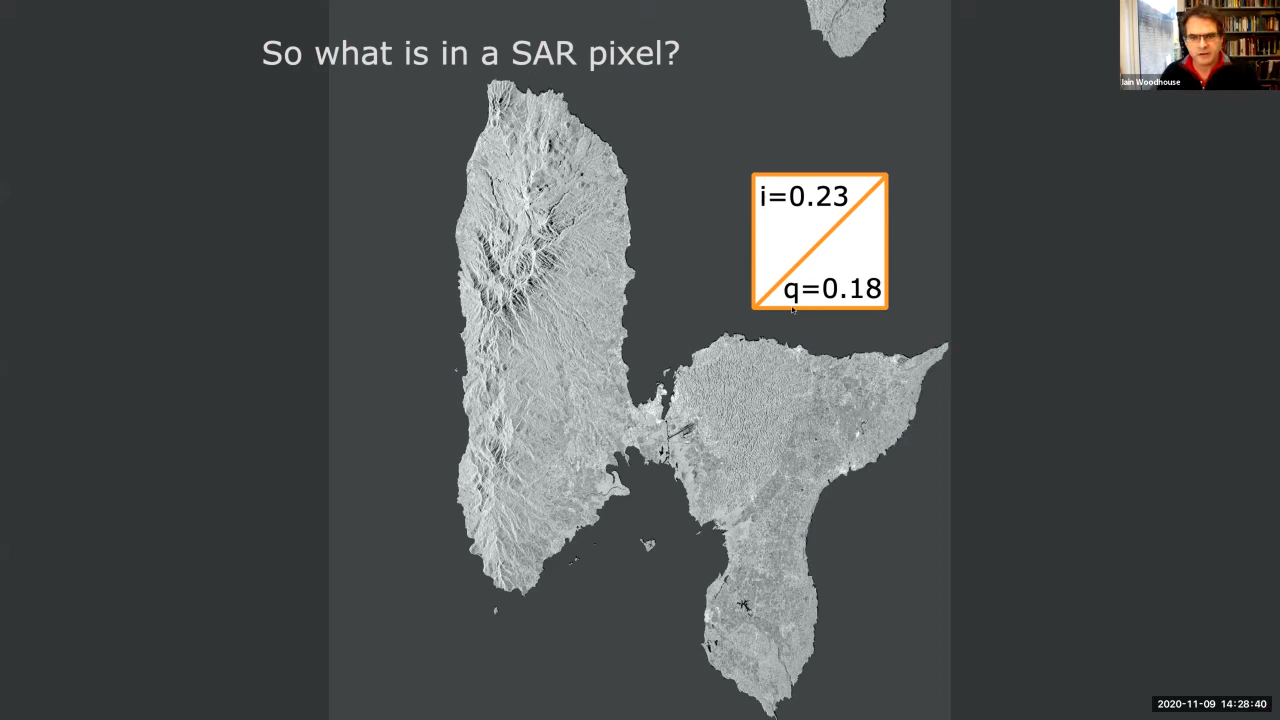 So what is in a SAR pixel?
Iain Woodhouse
i=0.23
q=0.18
2020-11-09 14:28:40